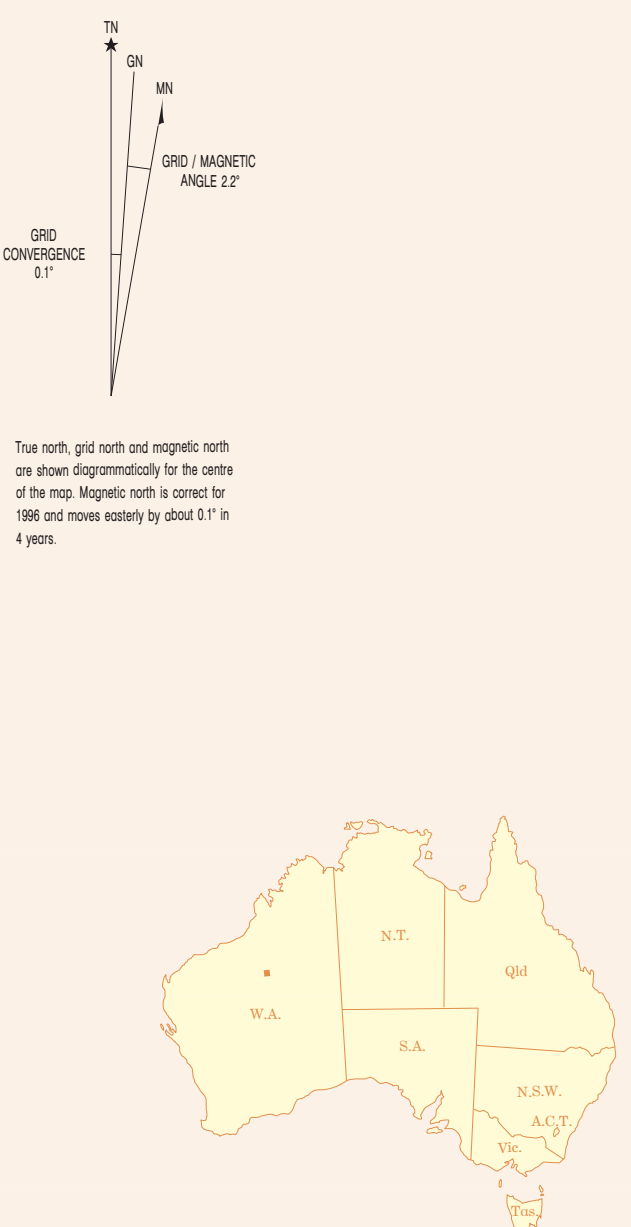 TN
GN
MN
GRID / MAGNETIC
ANGLE 2.2°
GRID
CONVERGENCE
0.1°
True north, grid north and magnetic north
are shown diagrammatically for the centre
of the map. Magnetic north is correct for
1996 and moves easterly by about 0.1° in
4 years.
N.T.
Qld
W.A.
S.A.
N.S.W.
A.C.T.
Vic.
Tas.